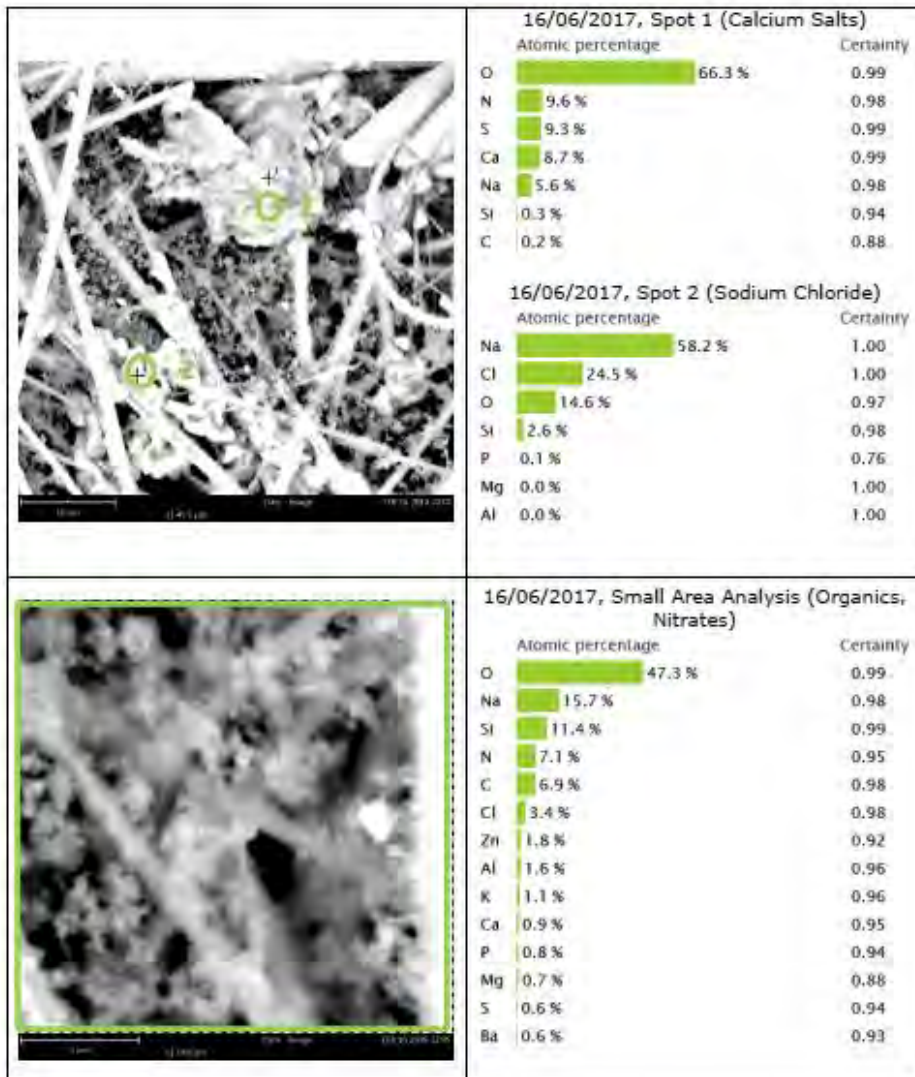 16/06/2017, Spot 1 (Calcium Salts)
Atomic percentage Certainty
O 66.3 % 0.99
N 9.6 % 0.98
S 9.3 % 0.99
Ca 8.7 % 0.99
Na 5.6 % 0.98
Si 0.3 % 0.94
C 0.2 % 0.88
16/06/2017, Spot 2 (Sodium Chloride)
Atomic percentage Certainty
Na 58.2 % 1.00
Cl 24.5 % 1.00
O 14.6 % 0.97
Si 2.6 % 0.98
P 0.1 % 0.76
Mg 0.0 % 1.00
Al 0.0 % 1.00
1
2
16/06/2017, Small Area Analysis (Organics,
Nitrates)
Atomic percentage Certainty
O 47.3 % 0.99
Na 15.7 % 0.98
Si 11.4 % 0.99
N 7.1 % 0.95
C 6.9 % 0.98
Cl 3.4 % 0.98
Zn 1.8 % 0.92
Al 1.6 % 0.96
K 1.1 % 0.96
Ca 0.9 % 0.95
P 0.8 % 0.94
Mg 0.7 % 0.88
S 0.6 % 0.94
Ba 0.6 % 0.93